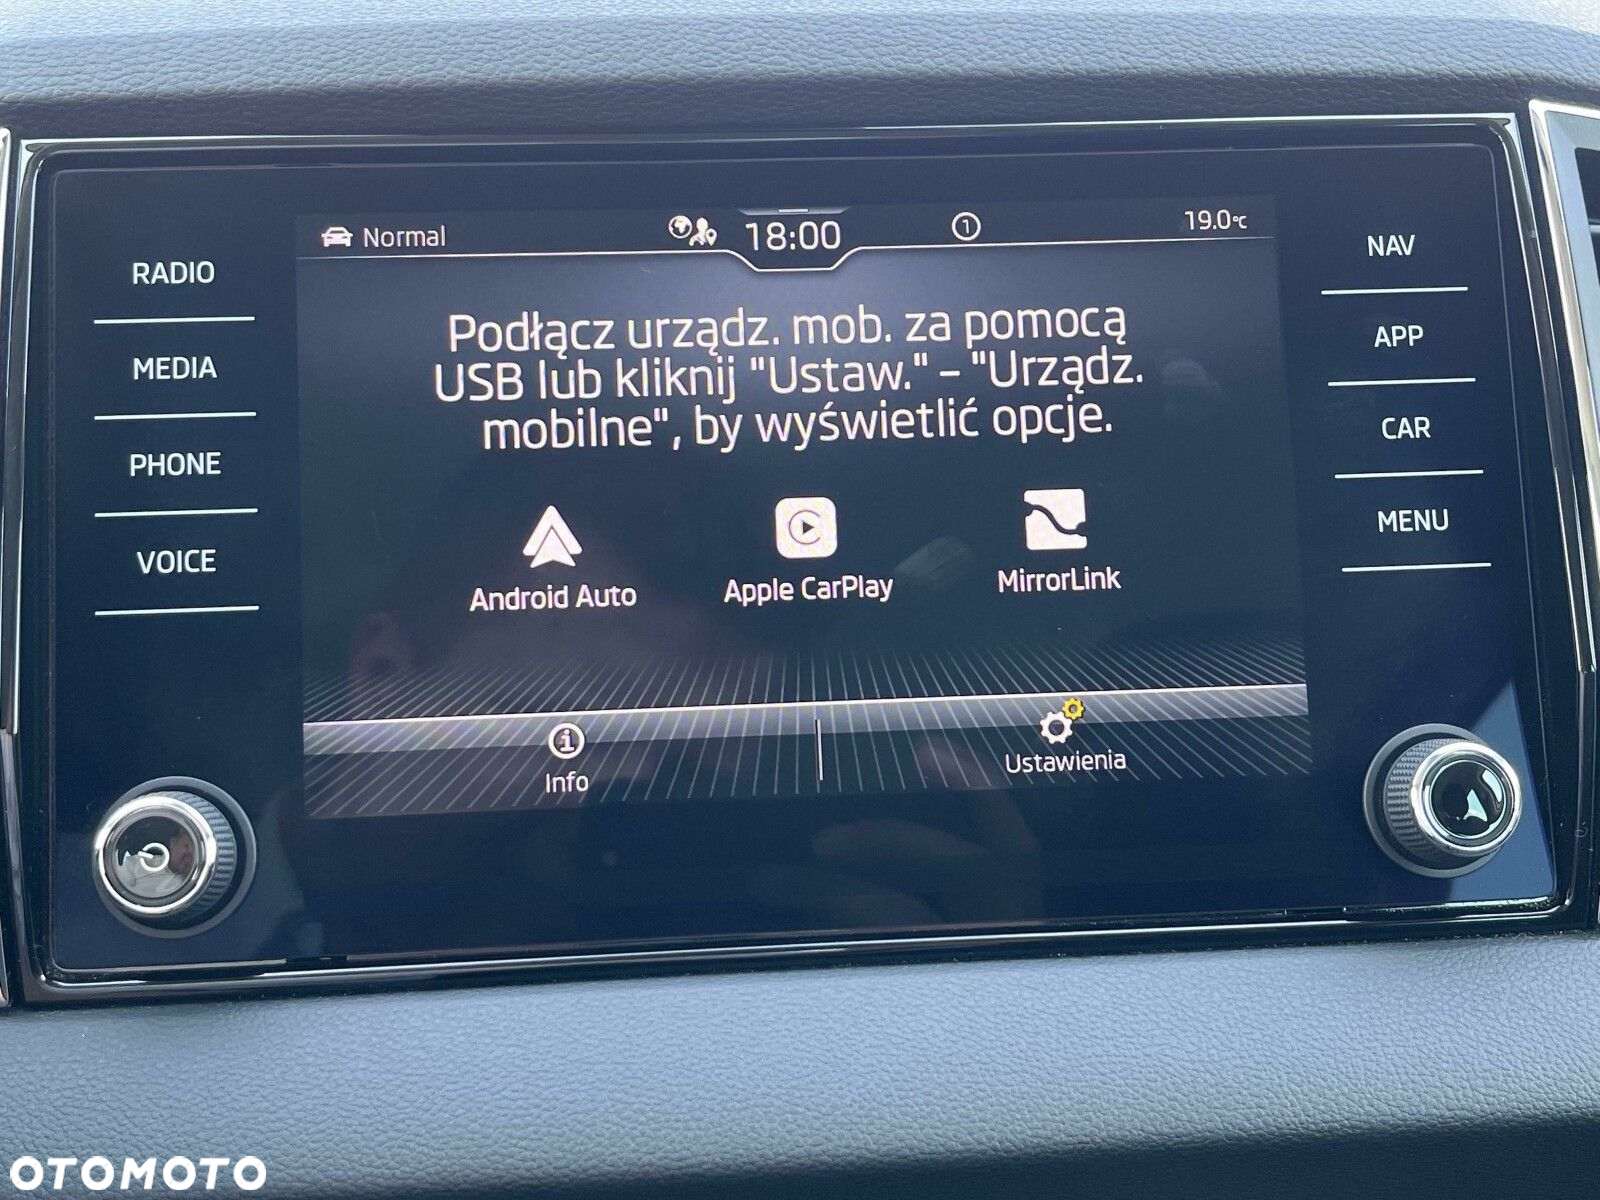 Normal
18:00
1
19.0°C
RADIO
MEDIA
PHONE
VOICE
Podłącz urządz. mob. za pomocą
USB lub kliknij "Ustaw." – "Urządz.
mobilne", by wyświetlić opcje.
Android Auto
Apple CarPlay
MirrorLink
Info
Ustawienia
NAV
APP
CAR
MENU
OTOMOTO